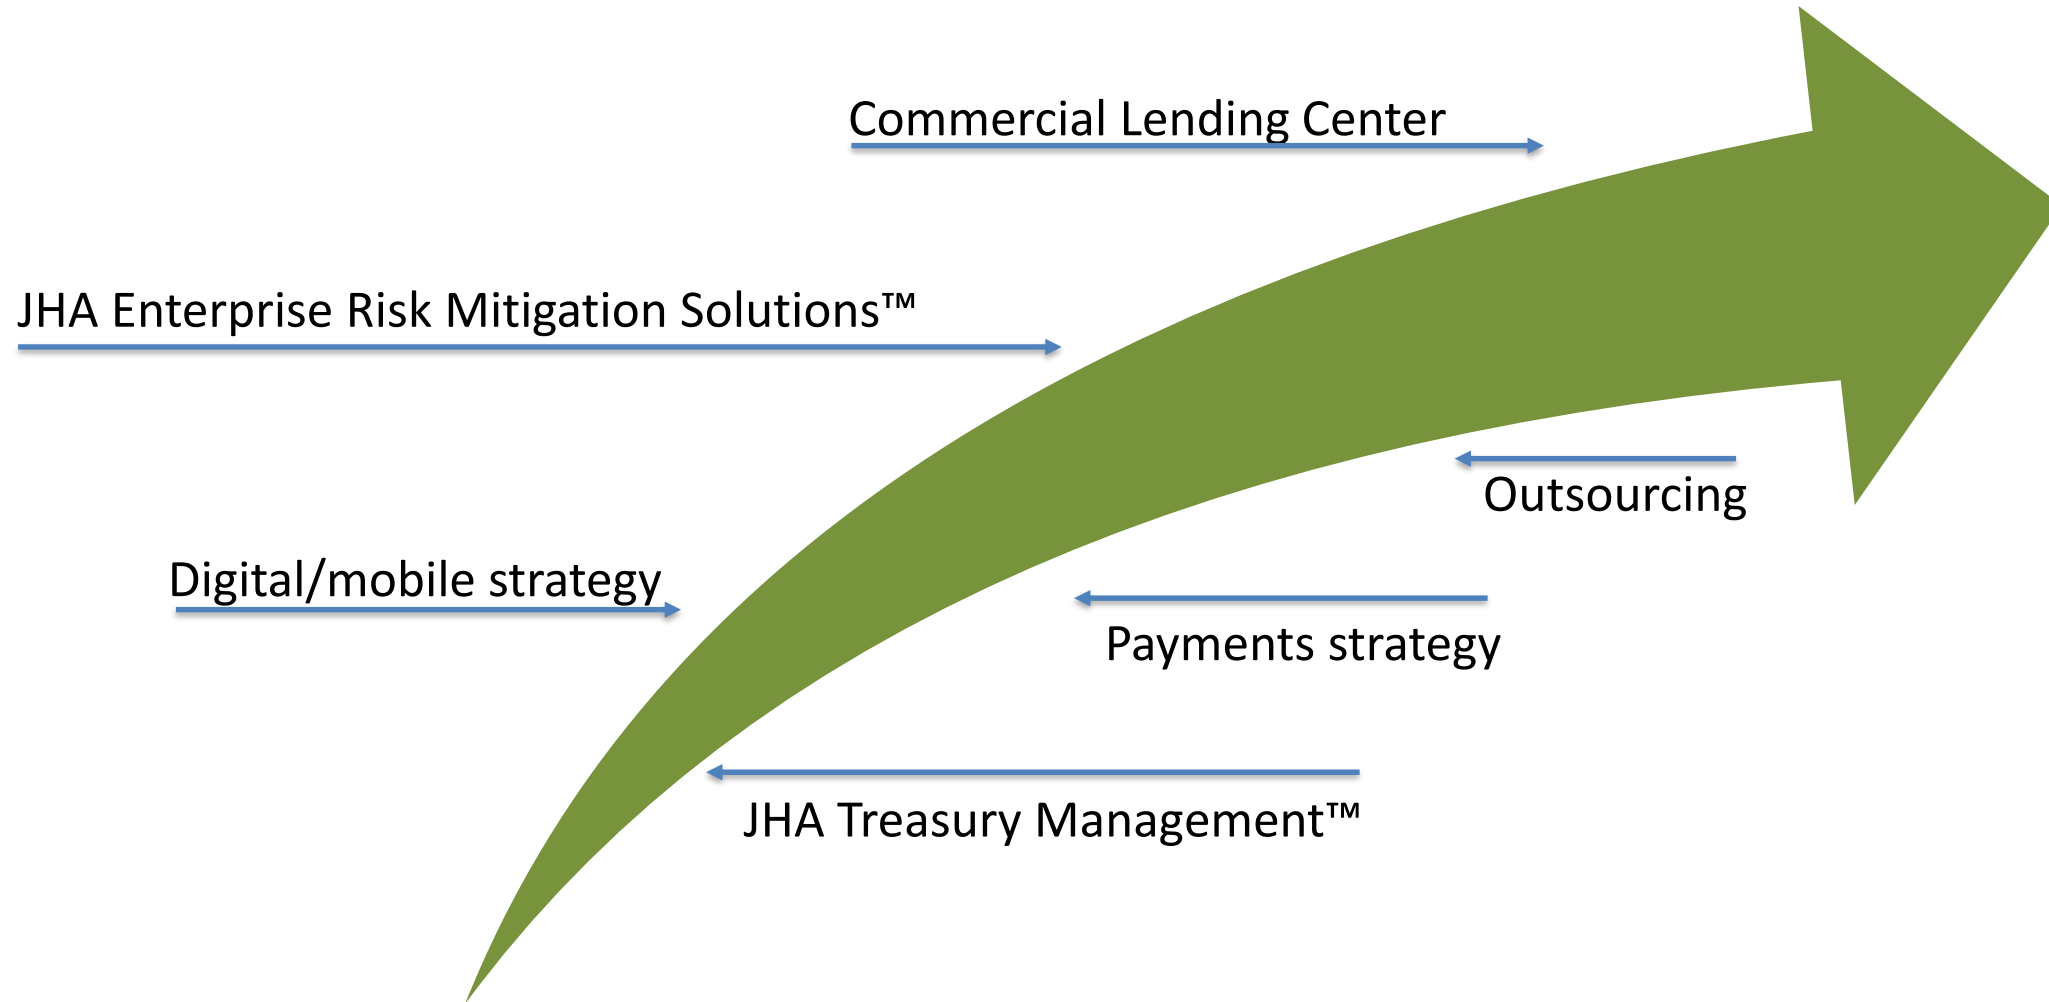 Commercial Lending Center
JHA Enterprise Risk Mitigation Solutions™
Outsourcing
Digital/mobile strategy
Payments strategy
JHA Treasury Management™